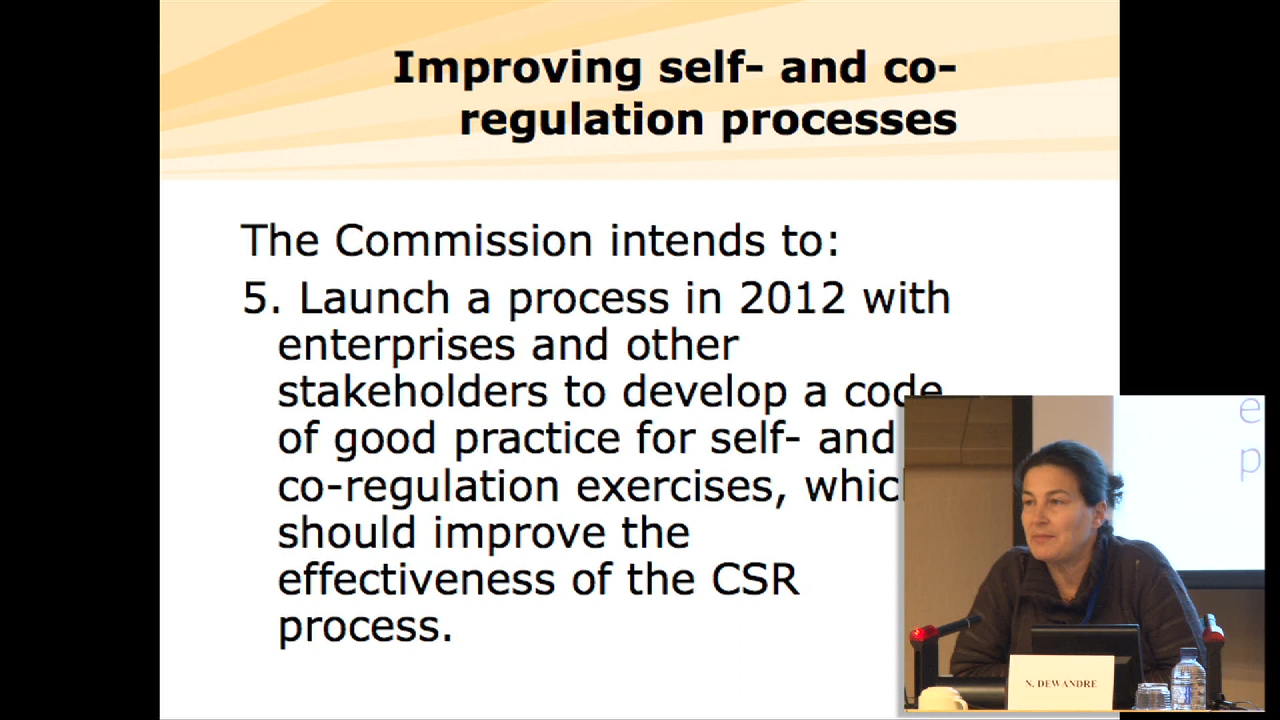 Improving self- and co-
regulation processes
The Commission intends to:
5. Launch a process in 2012 with
enterprises and other
stakeholders to develop a code
of good practice for self- and
co-regulation exercises, which
should improve the
effectiveness of the CSR
process.
e
p
N. DEWANDRE